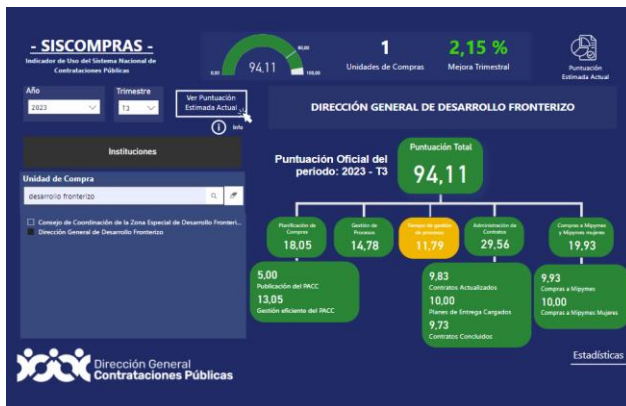 - SISCOMPRAS -
Indicador de Uso del Sistema Nacional de
Contrataciones Públicas
Año
2023
Trimestre
T3
Ver Puntuación
Estimada Actual
Info
0,00
94,11
80,00
100,00
1
Unidades de Compras
2,15 %
Mejora Trimestral
Puntuación
Estimada Actual
Instituciones
Unidad de Compra
desarrollo fronterizo
Consejo de Coordinación de la Zona Especial de Desarrollo Fronteri...
Dirección General de Desarrollo Fronterizo
DIRECCIÓN GENERAL DE DESARROLLO FRONTERIZO
Puntuación Oficial del
periodo: 2023 - T3
Puntuación Total
94,11
Planificación de
Compras
18,05
Gestión de
Procesos
14,78
Tiempo de gestión
de procesos
11,79
Administración de
Contratos
29,56
Compras a Mipymes
y Mipymes mujeres
19,93
5,00
Publicación del PACC
13,05
Gestión eficiente del PACC
9,83
Contratos Actualizados
10,00
Planes de Entrega Cargados
9,73
Contratos Concluidos
9,93
Compras a Mipymes
10,00
Compras a Mipymes Mujeres
Dirección General
Contrataciones Públicas
Estadísticas